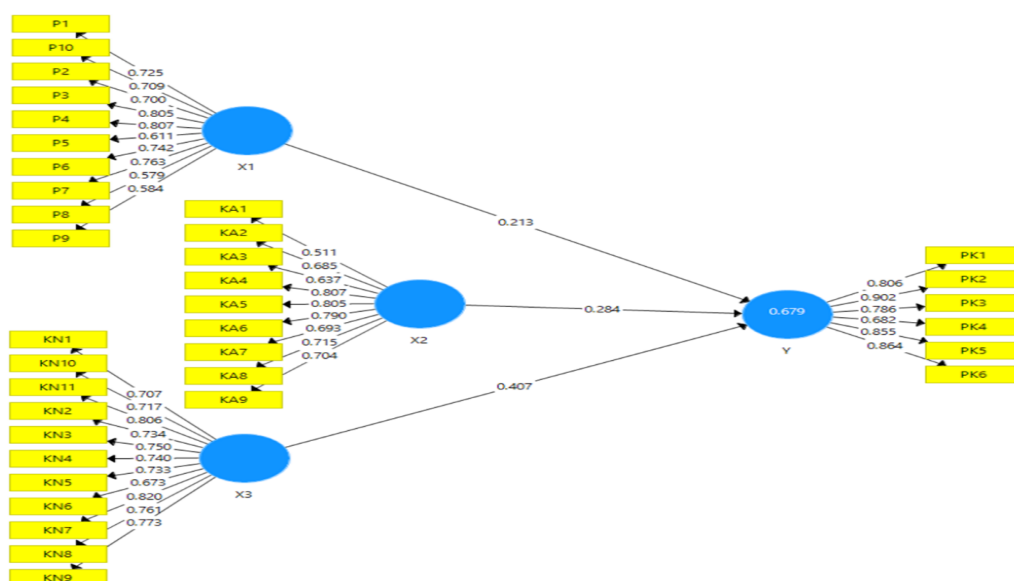 P1
P10
P2
P3
P4
P5
P6
P7
P8
P9
0.725
0.709
0.700
0.805
0.807
0.611
0.742
0.763
0.579
0.584
X1
0.213
KA1
KA2
KA3
KA4
KA5
KA6
KA7
KA8
KA9
0.511
0.685
0.637
0.807
0.805
0.790
0.693
0.715
0.704
X2
0.284
KN1
KN10
KN11
KN2
KN3
KN4
KN5
KN6
KN7
KN8
KN9
0.707
0.717
0.806
0.734
0.750
0.740
0.733
0.673
0.820
0.761
0.773
X3
0.407
0.679
Y
0.806
0.902
0.786
0.682
0.855
0.864
PK1
PK2
PK3
PK4
PK5
PK6